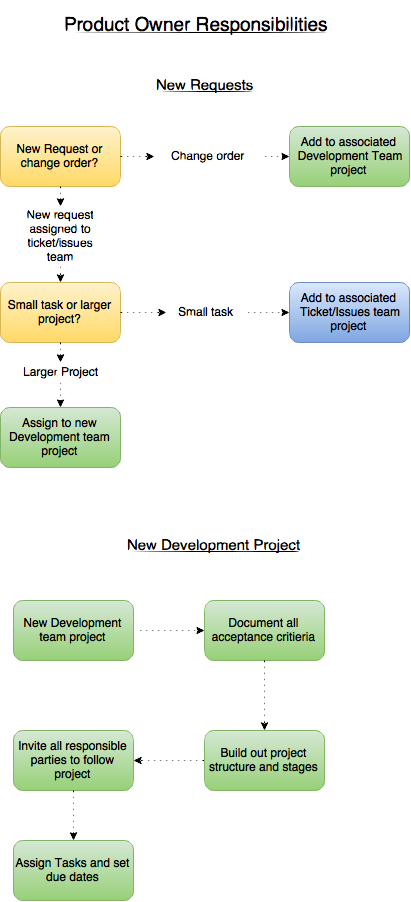 Product Owner Responsibilities
New Requests
New Request or
change order?
Change order
Add to associated
Development Team
project
New request
assigned to
ticket/issues
team
Small task or larger
project?
Small task
Add to associated
Ticket/Issues team
project
Larger Project
Assign to new
Development team
project
New Development Project
New Development
team project
Document all
acceptance critieria
Invite all responsible
parties to follow
project
Build out project
structure and stages
Assign Tasks and set
due dates